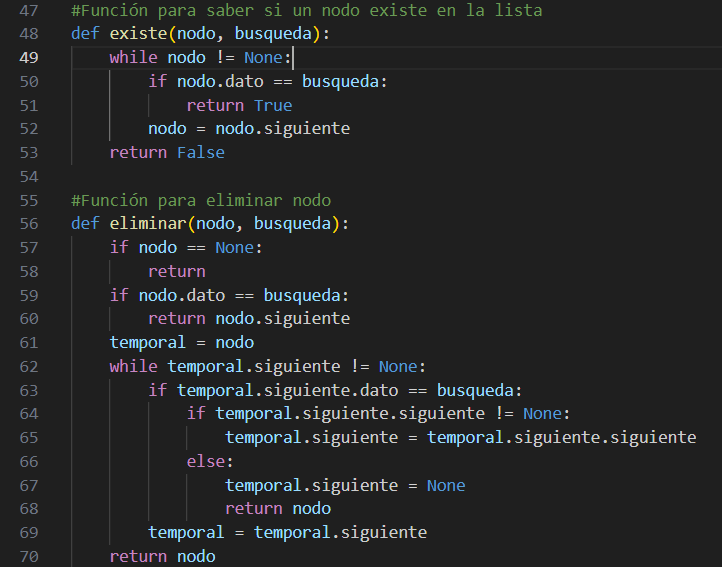 47 #Función para saber si un nodo existe en la lista
48 def existe(nodo, busqueda):
49     while nodo != None:
50         if nodo.dato == busqueda:
51             return True
52         nodo = nodo.siguiente
53     return False
54
55 #Función para eliminar nodo
56 def eliminar(nodo, busqueda):
57     if nodo == None:
58         return
59     if nodo.dato == busqueda:
60         return nodo.siguiente
61     temporal = nodo
62     while temporal.siguiente != None:
63         if temporal.siguiente.dato == busqueda:
64             if temporal.siguiente.siguiente != None:
65                 temporal.siguiente = temporal.siguiente.siguiente
66             else:
67                 temporal.siguiente = None
68                 return nodo
69         temporal = temporal.siguiente
70     return nodo